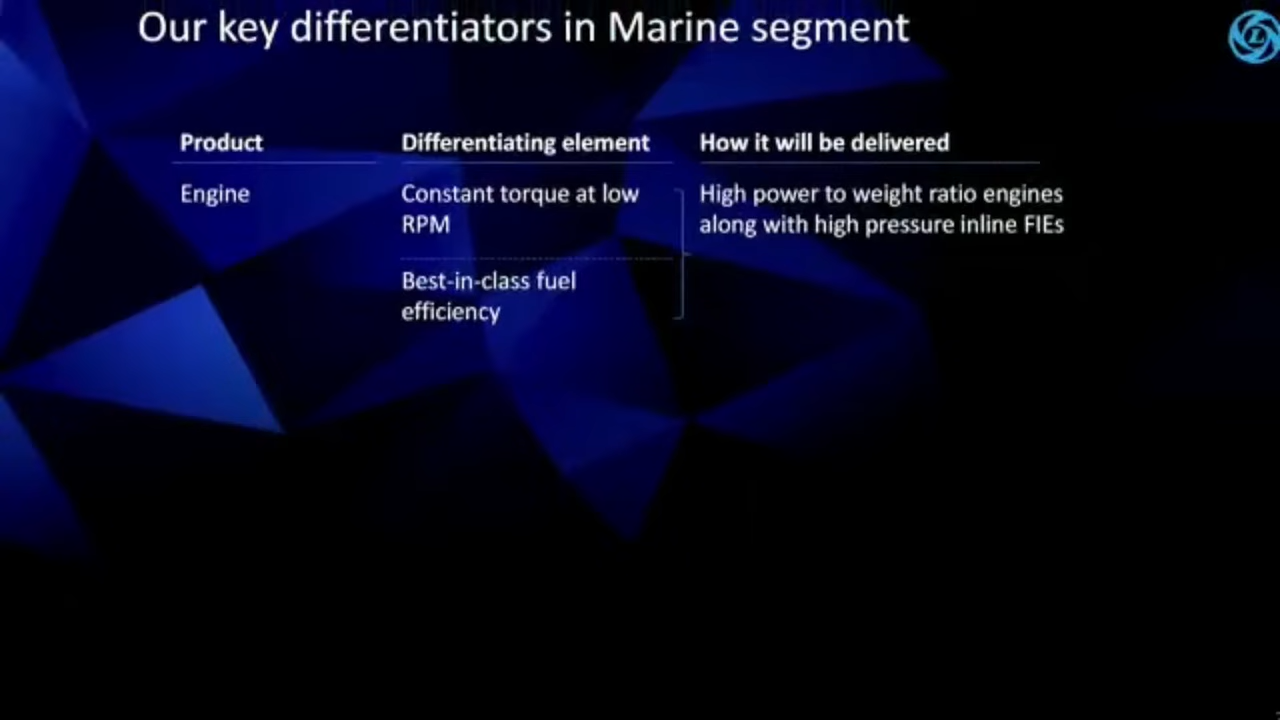 Our key differentiators in Marine segment
Product
Differentiating element
How it will be delivered
Engine
Constant torque at low
RPM
Best-in-class fuel
efficiency
High power to weight ratio engines
along with high pressure inline FIEs
L